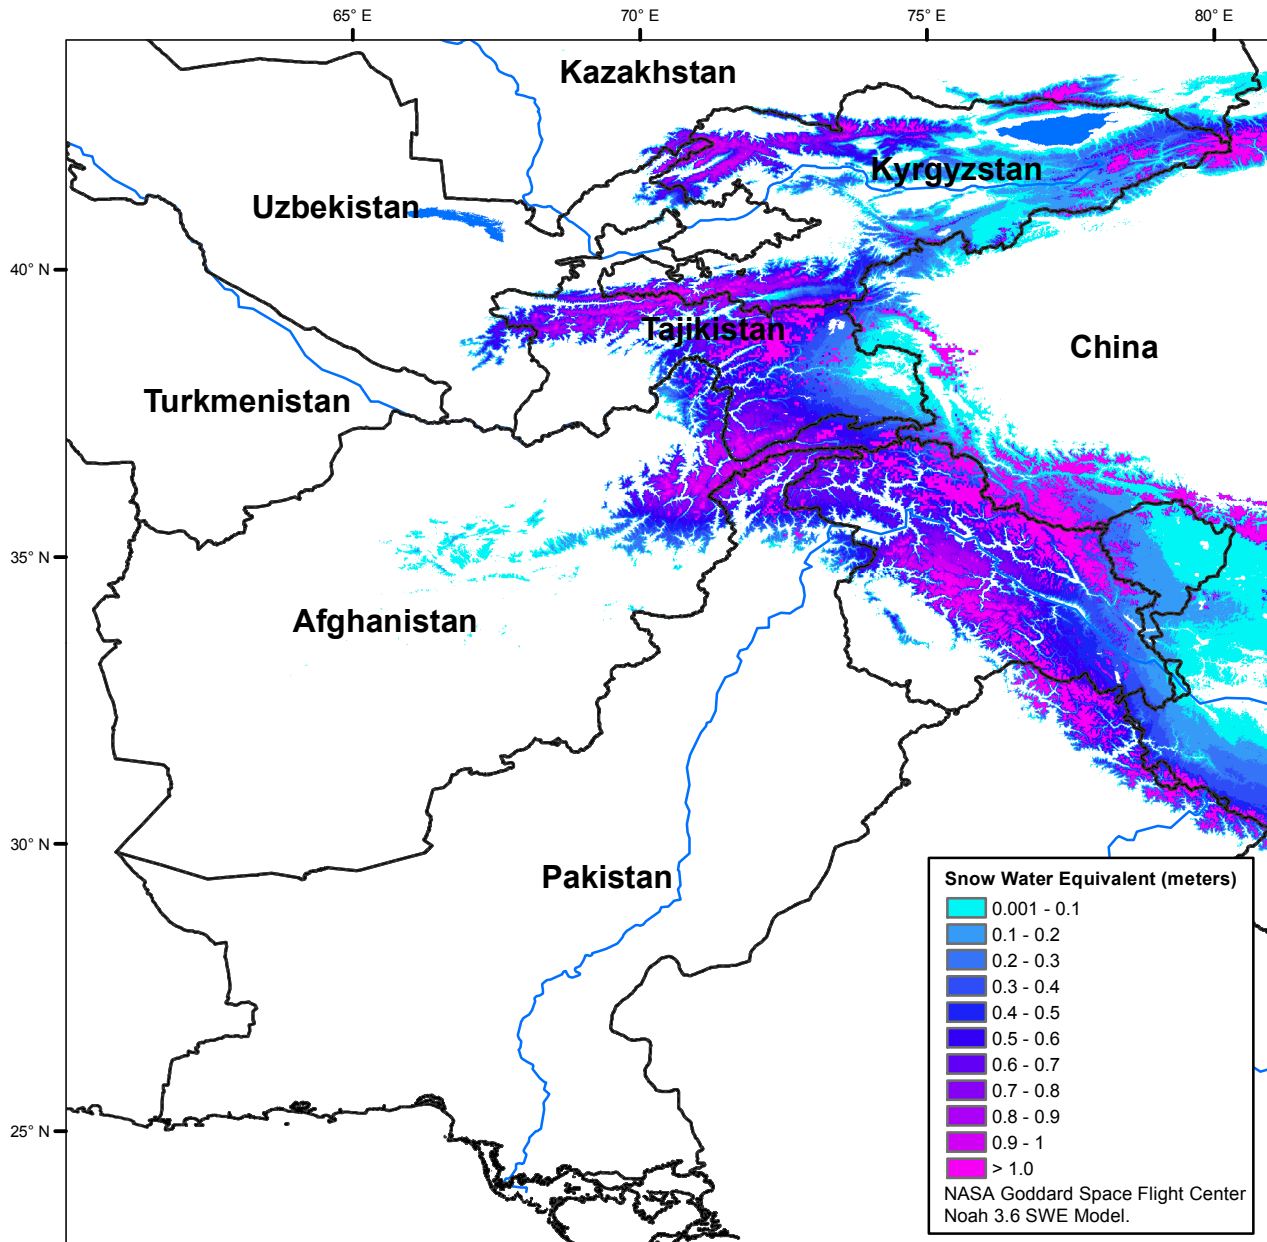 65° E
70° E
75° E
80° E
Kazakhstan
Kyrgyzstan
Uzbekistan
40° N
Tajikistan
China
Turkmenistan
35° N
Afghanistan
30° N
Pakistan
25° N
Snow Water Equivalent (meters)
0.001 - 0.1
0.1 - 0.2
0.2 - 0.3
0.3 - 0.4
0.4 - 0.5
0.5 - 0.6
0.6 - 0.7
0.7 - 0.8
0.8 - 0.9
0.9 - 1
> 1.0
NASA Goddard Space Flight Center
Noah 3.6 SWE Model.